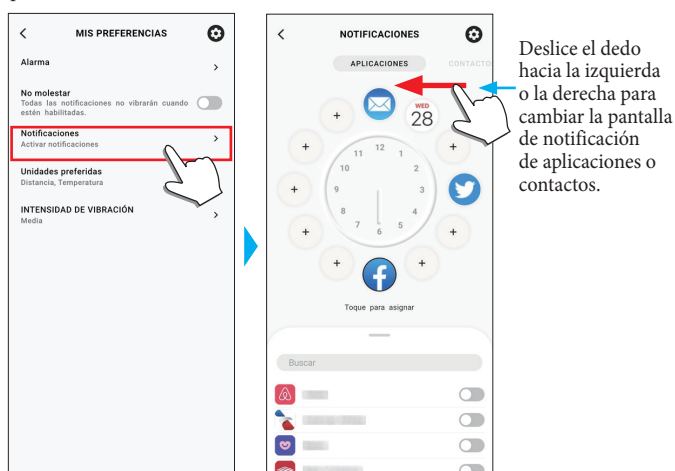 MIS PREFERENCIAS
Alarma
No molestar
Todas las notificaciones no vibrarán cuando
estén habilitadas.
Notificaciones
Activar notificaciones
Unidades preferidas
Distancia, Temperatura
INTENSIDAD DE VIBRACIÓN
Media
NOTIFICACIONES
APLICACIONES
CONTACTO
WED
28
12
1
2
3
4
5
6
7
8
9
10
11
Toque para asignar
Buscar
Deslice el dedo
hacia la izquierda
o la derecha para
cambiar la pantalla
de notificación
de aplicaciones o
contactos.